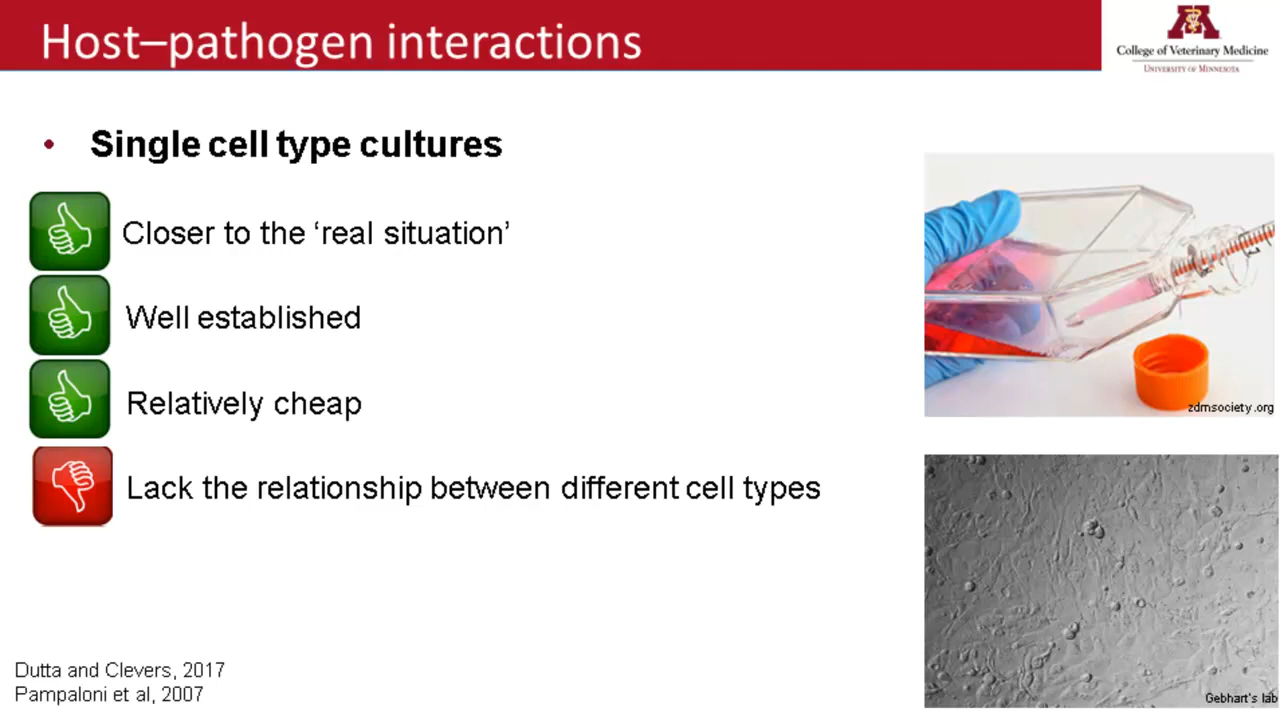 Host–pathogen interactions
College of Veterinary Medicine
UNIVERSITY OF MINNESOTA
• Single cell type cultures
Closer to the ‘real situation’
Well established
Relatively cheap
Lack the relationship between different cell types
zdmsociety.org
Gebhart's lab
Dutta and Clevers, 2017
Pampaloni et al, 2007